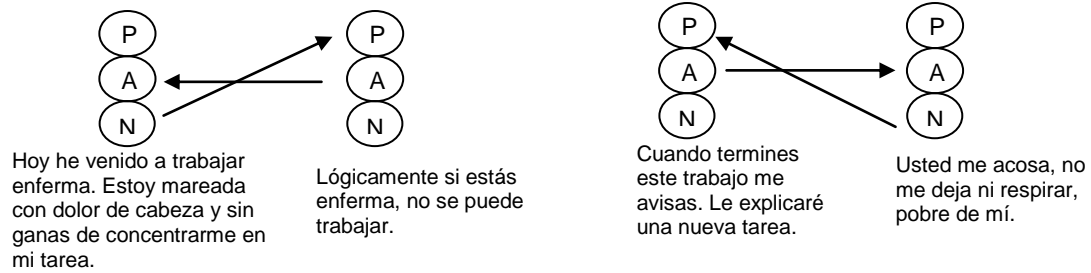 P
A
N
P
A
N
Hoy he venido a trabajar
enferma. Estoy mareada
con dolor de cabeza y sin
ganas de concentrarme en
mi tarea.
Lógicamente si estás
enferma, no se puede
trabajar.
P
A
N
P
A
N
Cuando termines
este trabajo me
avisas. Le explicaré
una nueva tarea.
Usted me acosa, no
me deja ni respirar,
pobre de mí.